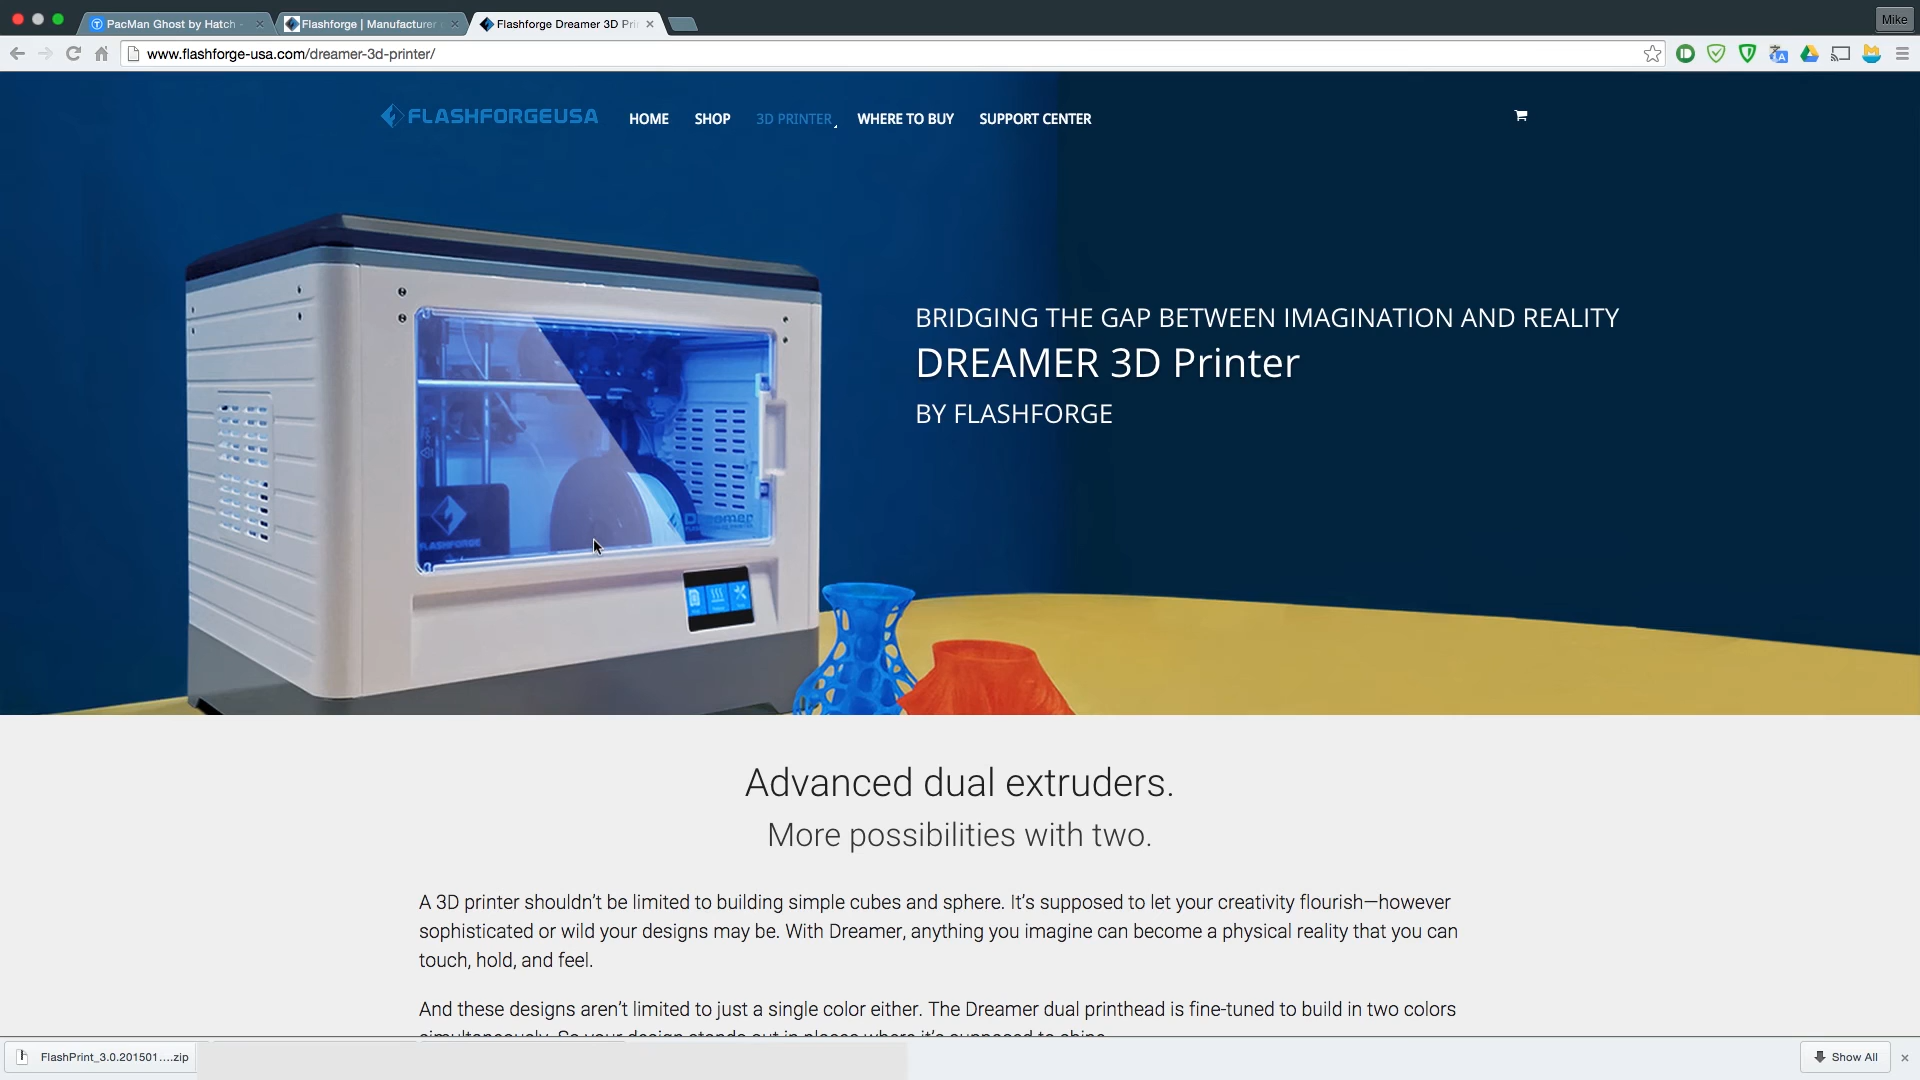 PacMan Ghost by Hatch -
Flashforge | Manufacturer
Flashforge Dreamer 3D Pri
Mike
www.flashforge-usa.com/dreamer-3d-printer/
FLASHFORGEUSA
HOME
SHOP
3D PRINTER
WHERE TO BUY
SUPPORT CENTER
BRIDGING THE GAP BETWEEN IMAGINATION AND REALITY
DREAMER 3D Printer
BY FLASHFORGE
Dreamer
FLASHFORGE
Advanced dual extruders.
More possibilities with two.
A 3D printer shouldn't be limited to building simple cubes and sphere. It's supposed to let your creativity flourish—however
sophisticated or wild your designs may be. With Dreamer, anything you imagine can become a physical reality that you can
touch, hold, and feel.
And these designs aren't limited to just a single color either. The Dreamer dual printhead is fine-tuned to build in two colors
simultaneously. So your design stands out in places where it's supposed to shine.
FlashPrint_3.0.201501....zip
Show All